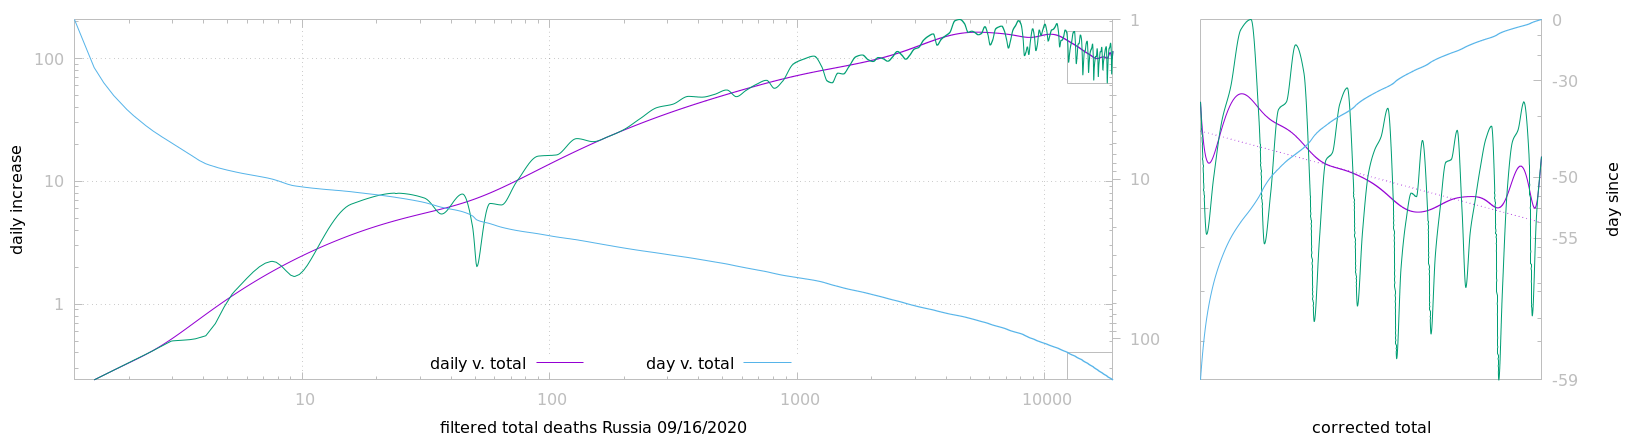 daily increase
100
10
1
10
100
1000
10000
1
10
100
daily v. total
day v. total
filtered total deaths Russia 09/16/2020
0
-30
-50
-55
-59
day since
corrected total